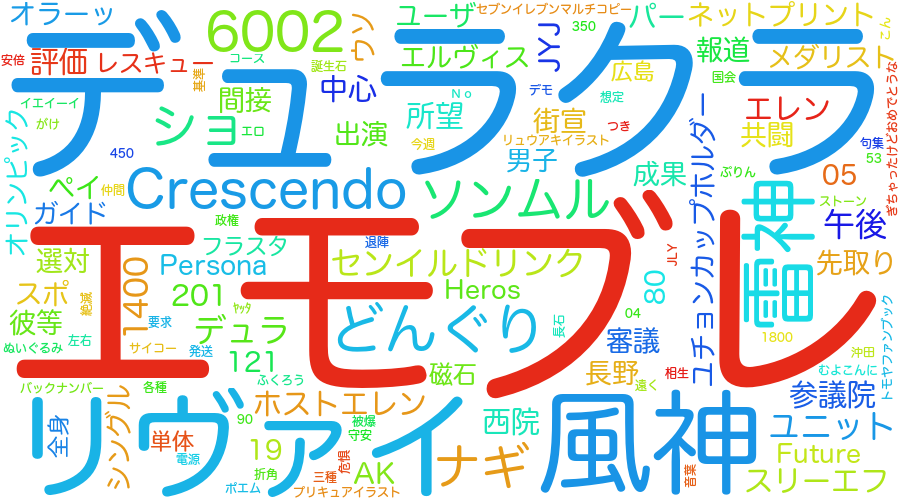 オラーッ
6002
ウソ
ユーザ
セブンイレブンマルチコピー
350
パー
ネットプリント
こん
安倍
評価
レスキュー
基準
コース
誕生石
JYJ
エルヴィス
デュラララ
報道
メダリスト
国会
広島
イエイーイ
がけ
間接
中心
No
デモ
想定
エレン
ぎちゃったけどおめでとうな
オリンピック
450
ショ
エロ
出演
所望
今週
街宣
リュウアキイラスト
つき
共闘
句集
53
男子
ペイ
仲間
Crescendo
ソンムル
成果
ユチョンカップホルダー
ぷりん
05
ストーン
ガイド
政権
雷神
午後
エモブレ
選対
フラスタ
退陣
JLY
先取り
1400
Persona
センイルドリンク
スポ
絶滅
201
ヤッタ
Heros
80
彼等
要求
デュラ
どんぐり
長石
04
審議
1800
トモヤファンブック
ぬいぐるみ
左右
サイコー
発送
121
沖田
バックナンバー
各種
ふくろう
磁石
長野
遠く
相生
むよこんに
参議院
リヴァイ
シングル
ホストエレン
被爆
守安
西院
風神
ユニット
全身
単体
90
19
電源
折角
三種
危惧
AK
ナギ
音葉
Future
ポエム
プリキュアイラスト
スリーエフ